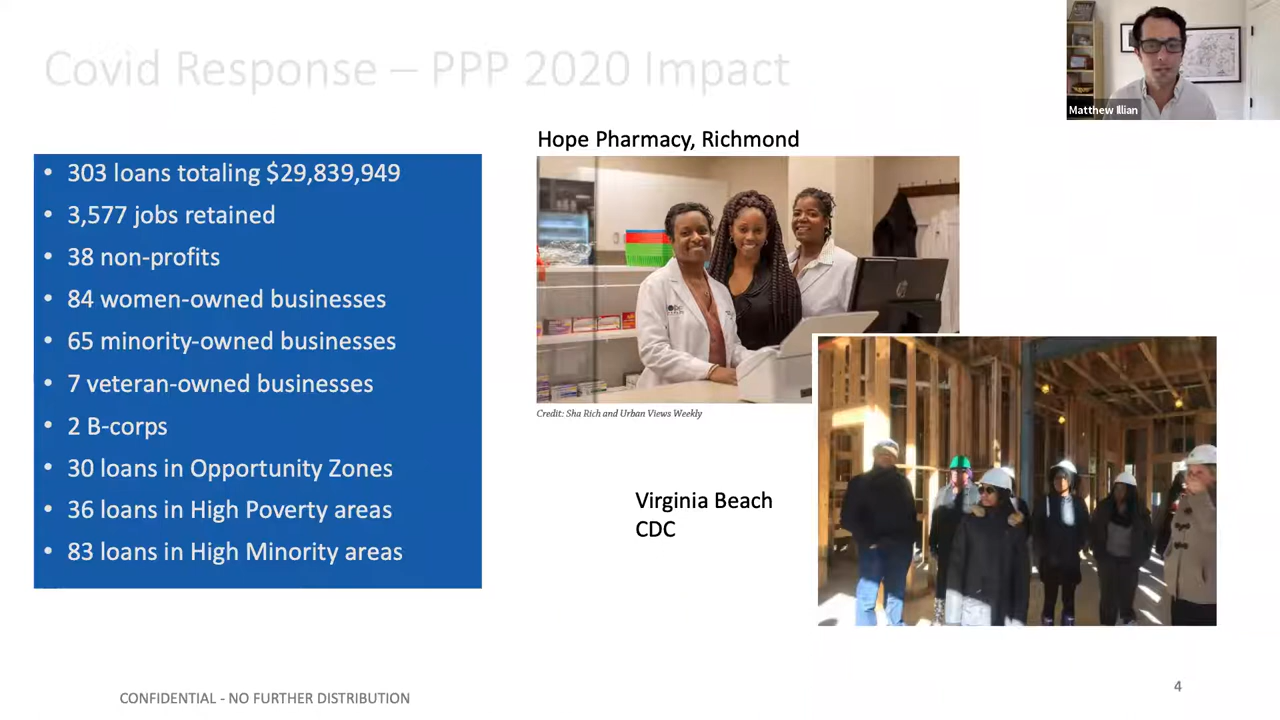 Covid Response – PPP 2020 Impact
Matthew Illian
Hope Pharmacy, Richmond
• 303 loans totaling $29,839,949
• 3,577 jobs retained
• 38 non-profits
• 84 women-owned businesses
• 65 minority-owned businesses
• 7 veteran-owned businesses
• 2 B-corps
• 30 loans in Opportunity Zones
• 36 loans in High Poverty areas
• 83 loans in High Minority areas
Credit: Sha Rich and Urban Views Weekly
Virginia Beach
CDC
CONFIDENTIAL - NO FURTHER DISTRIBUTION
4